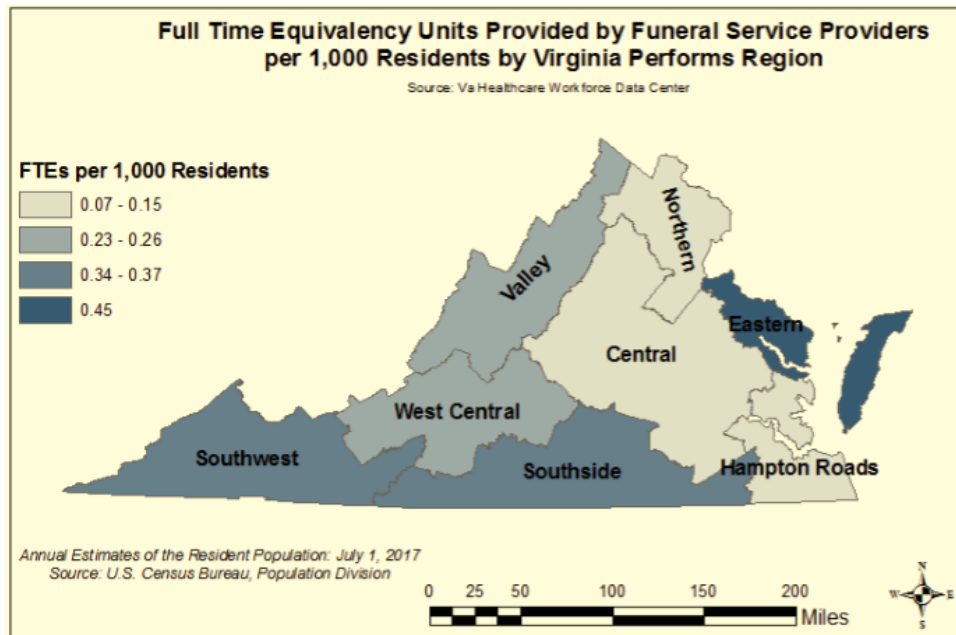 Full Time Equivalency Units Provided by Funeral Service Providers
per 1,000 Residents by Virginia Performs Region
Source: Va Healthcare Workforce Data Center
FTEs per 1,000 Residents
0.07 - 0.15
0.23 - 0.26
0.34 - 0.37
0.45
Northern
Valley
Eastern
Central
West Central
Southwest
Southside
Hampton Roads
Annual Estimates of the Resident Population: July 1, 2017
Source: U.S. Census Bureau, Population Division
0 25 50 100 150 200
Miles
N
W E
S